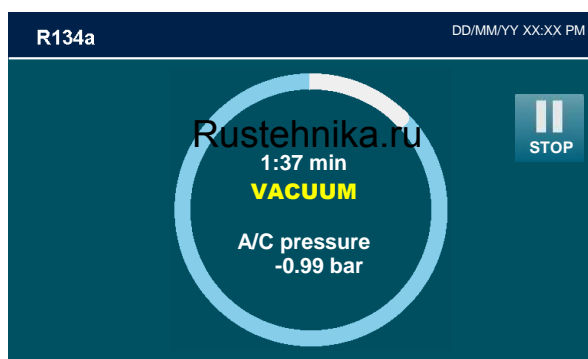 R134a
DD/MM/YY XX:XX PM
Rustehnika.ru
1:37 min
VACUUM
STOP
A/C pressure
-0.99 bar